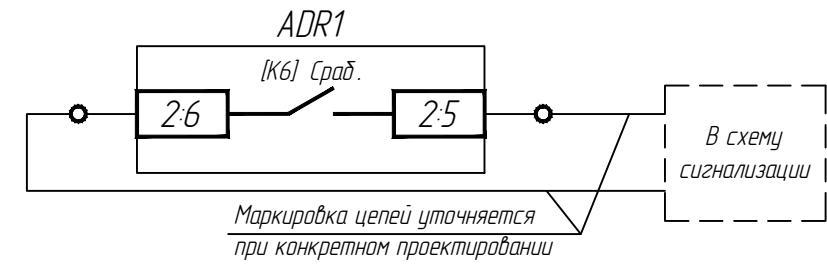 ADR1
[K6] Сраб.
2:6
2:5
В схему
сигнализации
Маркировка цепей уточняется
при конкретном проектировании